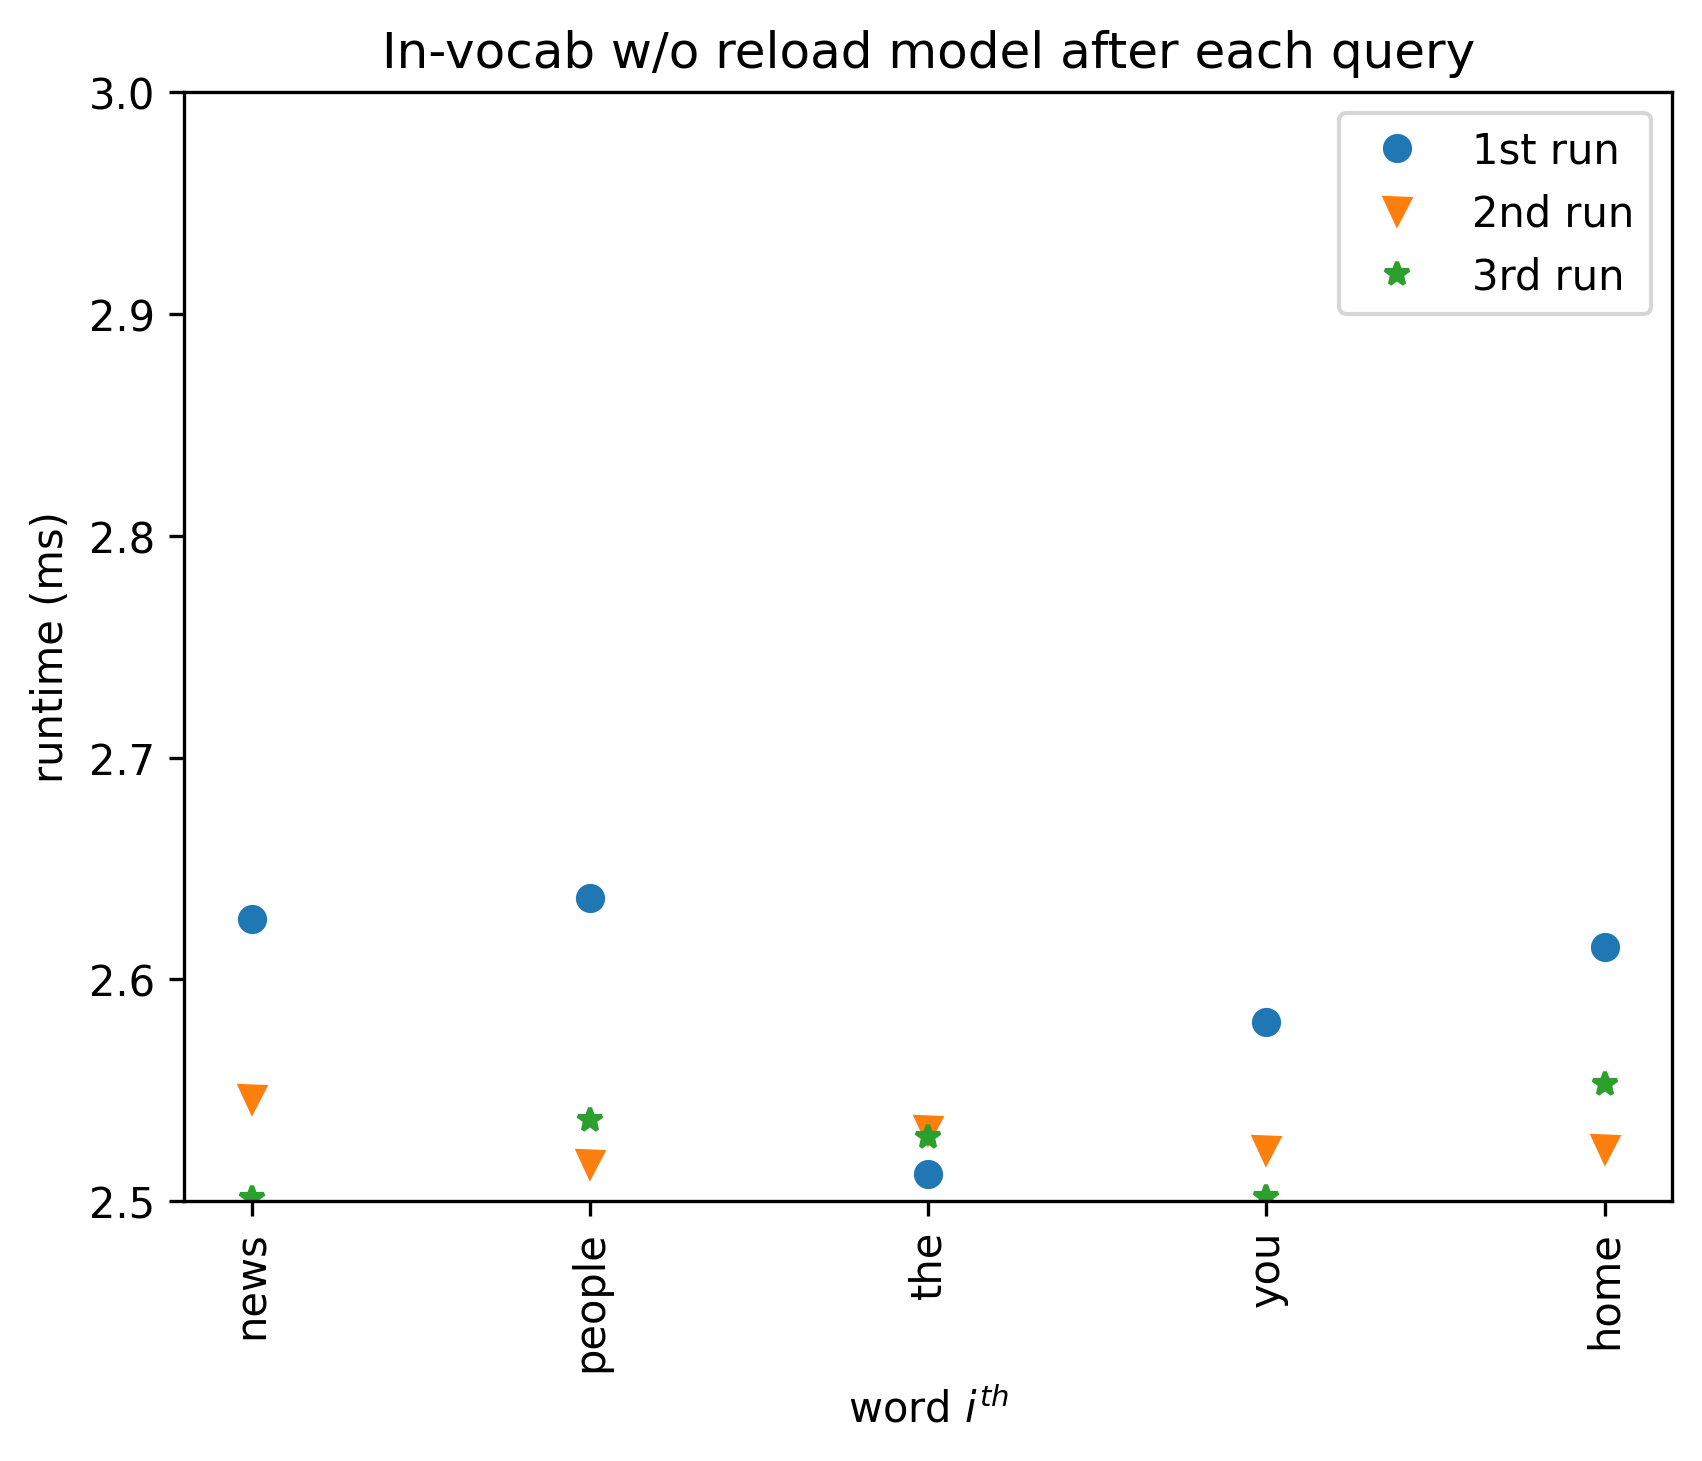 In-vocab w/o reload model after each query
3.0
2.9
2.8
2.7
2.6
2.5
runtime (ms)
1st run
2nd run
3rd run
news
people
the
you
home
word i^th